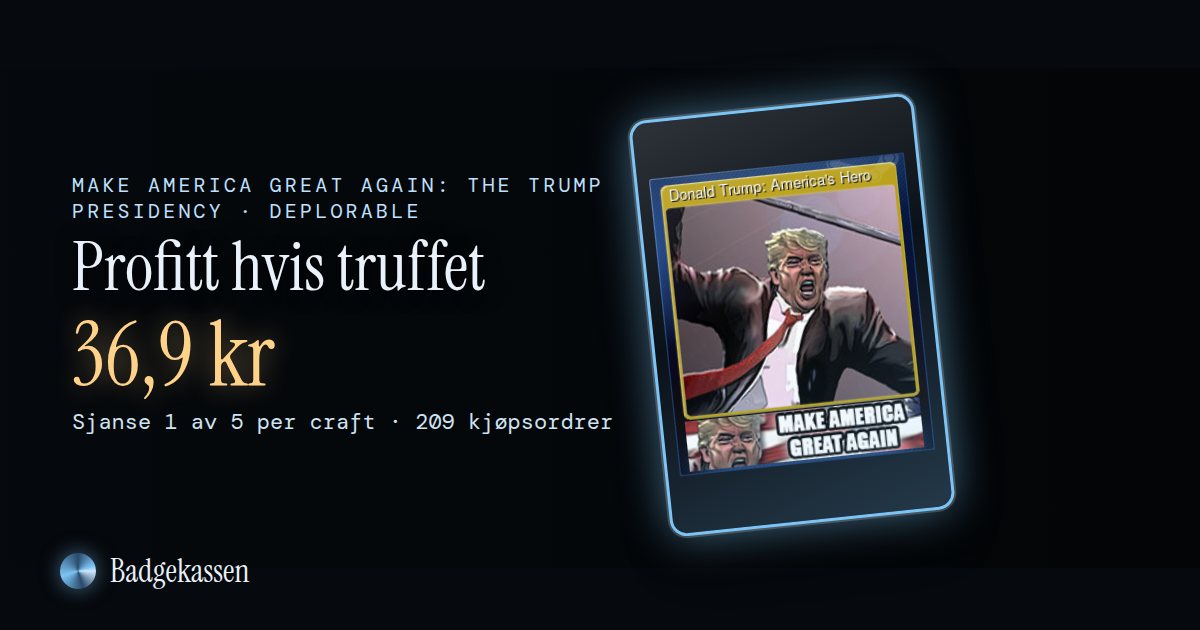 MAKE AMERICA GREAT AGAIN: THE TRUMP
PRESIDENCY · DEPLORABLE
Profitt hvis truffet
36,9 kr
Sjanse 1 av 5 per craft · 209 kjøpsordrer
Badgekassen
Donald Trump: America's Hero
MAKE AMERICA
GREAT AGAIN